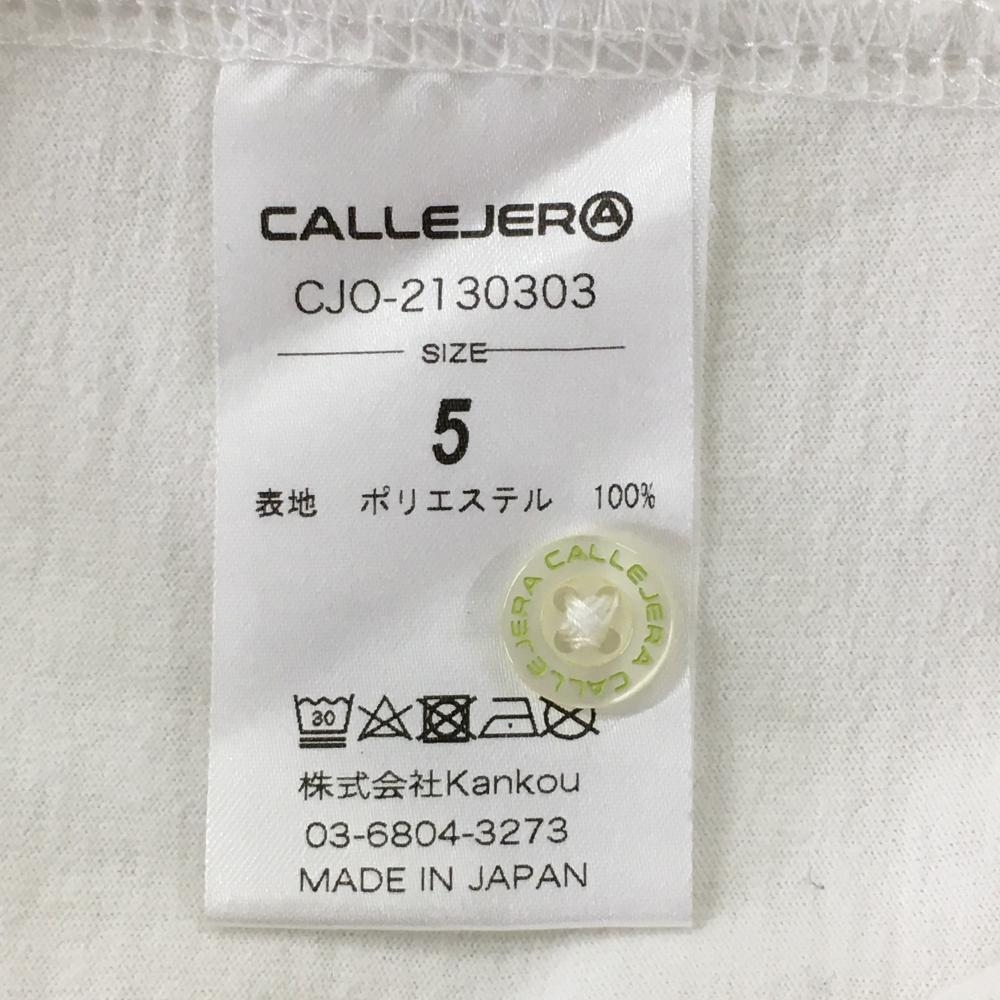 CALLEJERA
CJO-2130303
SIZE
5
表地 ポリエステル 100%
CALLEJERA CALLEJERA
30
株式会社Kankou
03-6804-3273
MADE IN JAPAN